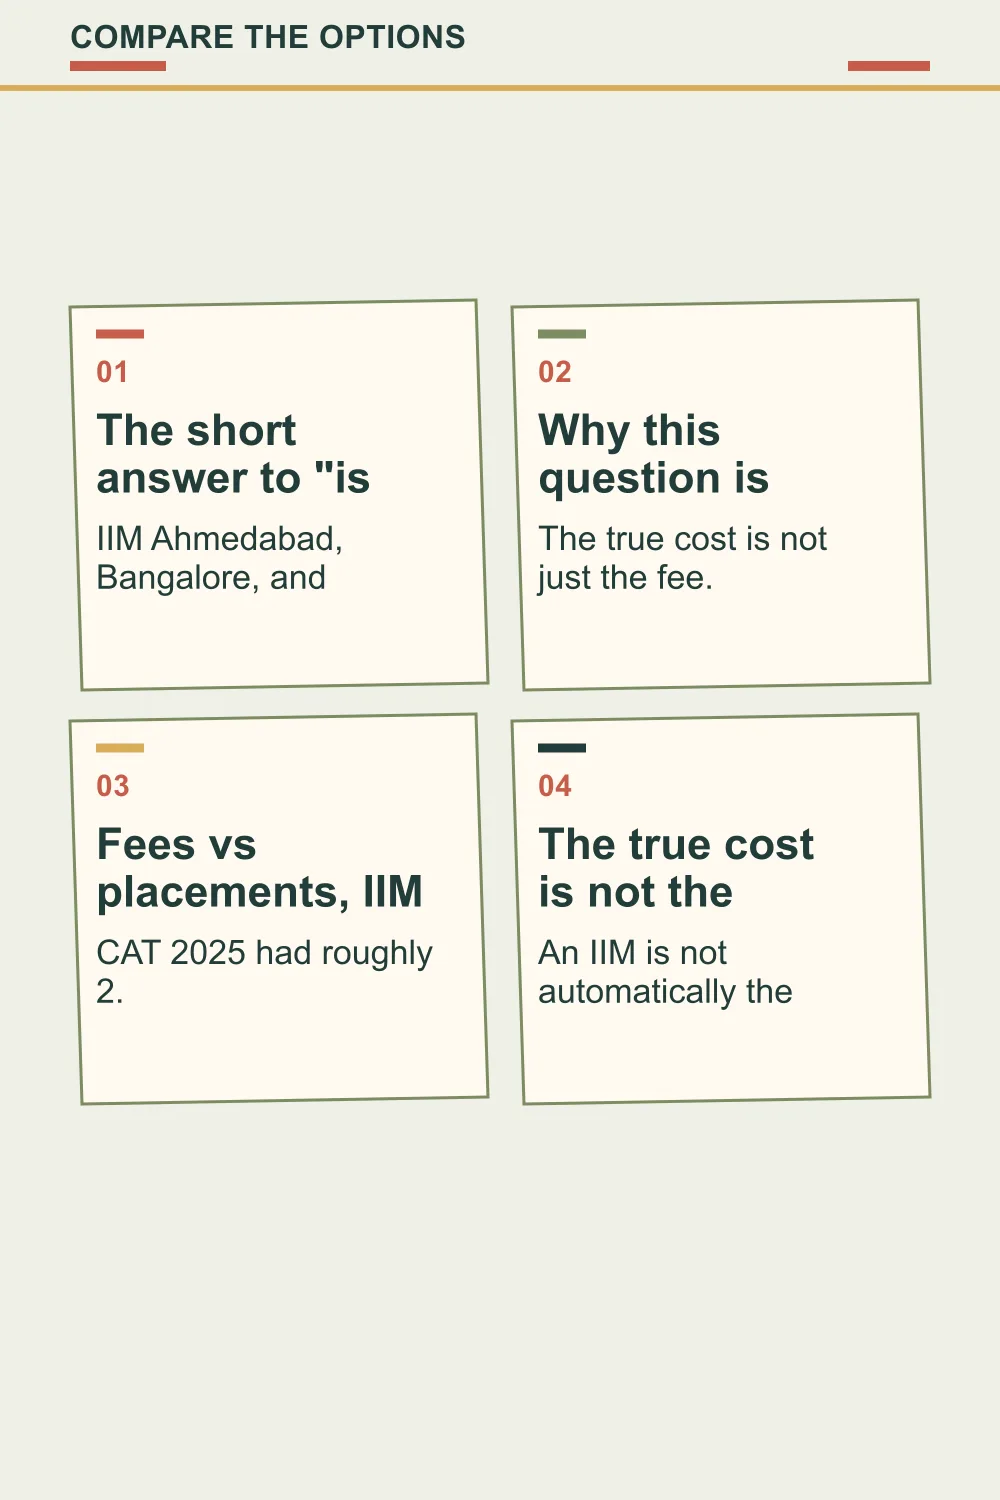 COMPARE THE OPTIONS
01
The short
answer to "is
IIM Ahmedabad,
Bangalore, and
02
Why this
question is
The true cost is not
just the fee.
03
Fees vs
placements, IIM
CAT 2025 had roughly
2.
04
The true cost
is not the
An IIM is not
automatically the